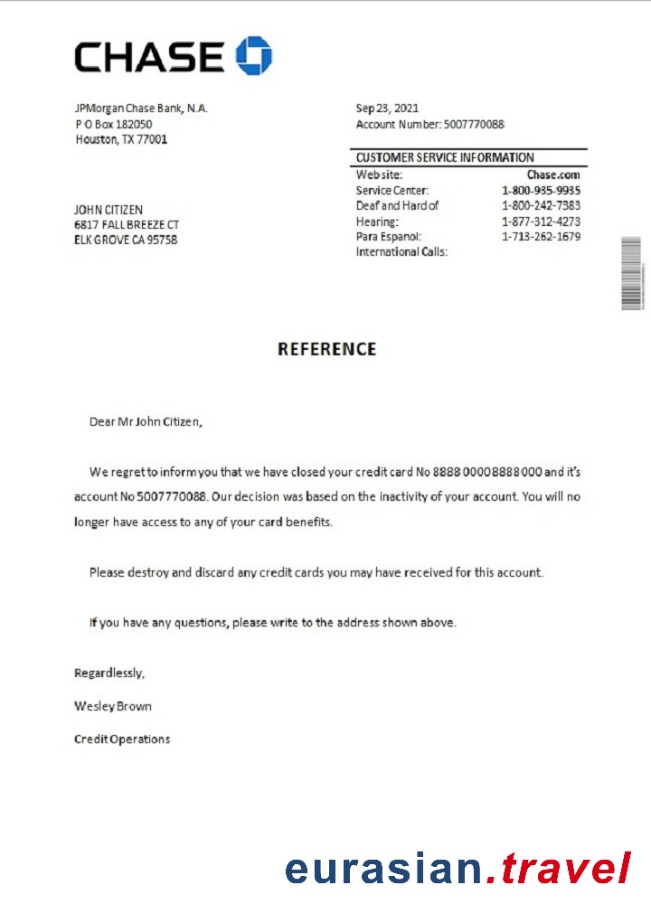 CHASE
JPMorgan Chase Bank, N.A.
P O Box 182050
Houston, TX 77001
Sep 23, 2021
Account Number: 5007770088
CUSTOMER SERVICE INFORMATION
Web site: Chase.com
Service Center: 1-800-935-9935
Deaf and Hard of 1-800-242-7383
Hearing: 1-877-312-4273
Para Espanol: 1-713-262-1679
International Calls:
JOHN CITIZEN
6817 FALL BREEZE CT
ELK GROVE CA 95758
REFERENCE
Dear Mr John Citizen,
We regret to inform you that we have closed your credit card No 8888 0000 8888 000 and it's
account No 5007770088. Our decision was based on the inactivity of your account. You will no
longer have access to any of your card benefits.
Please destroy and discard any credit cards you may have received for this account.
If you have any questions, please write to the address shown above.
Regardlessly,
Wesley Brown
Credit Operations
eurasian.travel